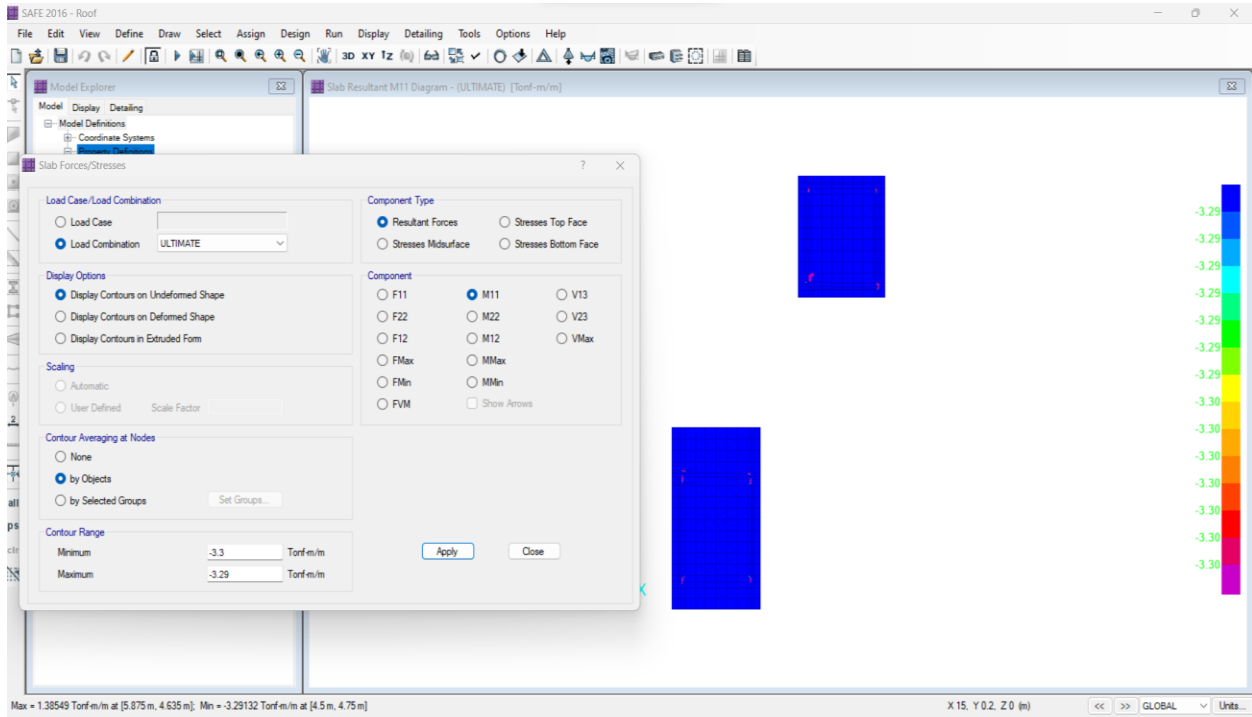 SAFE 2016 - Roof
File Edit View Define Draw Select Assign Design Run Display Detailing Tools Options Help
3D XY
Model Explorer
Slab Resultant M11 Diagram - (ULTIMATE) [Tonf-m/m]
Model Display Detailing
Model Definitions
Coordinate Systems
Property Definitions
Slab Forces/Stresses
Load Case/Load Combination
Load Case
Load Combination ULTIMATE
Component Type
Resultant Forces Stresses Top Face
Stresses Midsurface Stresses Bottom Face
Display Options
Display Contours on Undeformed Shape
Display Contours on Deformed Shape
Display Contours in Extruded Form
Component
F11 M11 V13
F22 M22 V23
F12 M12 VMax
FMax MMax
FMin MMin
FVM Show Arrows
Scaling
Automatic
User Defined Scale Factor
Contour Averaging at Nodes
None
by Objects
by Selected Groups Set Groups...
Contour Range
Minimum -3.3 Tonf-m/m
Maximum -3.29 Tonf-m/m
Apply Close
all
ps
clr
X
-3.29
-3.29
-3.29
-3.29
-3.29
-3.29
-3.29
-3.30
-3.30
-3.30
-3.30
-3.30
-3.30
-3.30
Max = 1.38549 Tonf-m/m at [5.875 m, 4.635 m]; Min = -3.29132 Tonf-m/m at [4.5 m, 4.75 m]
X 15, Y 0.2, Z 0 (m) << >> GLOBAL Units...